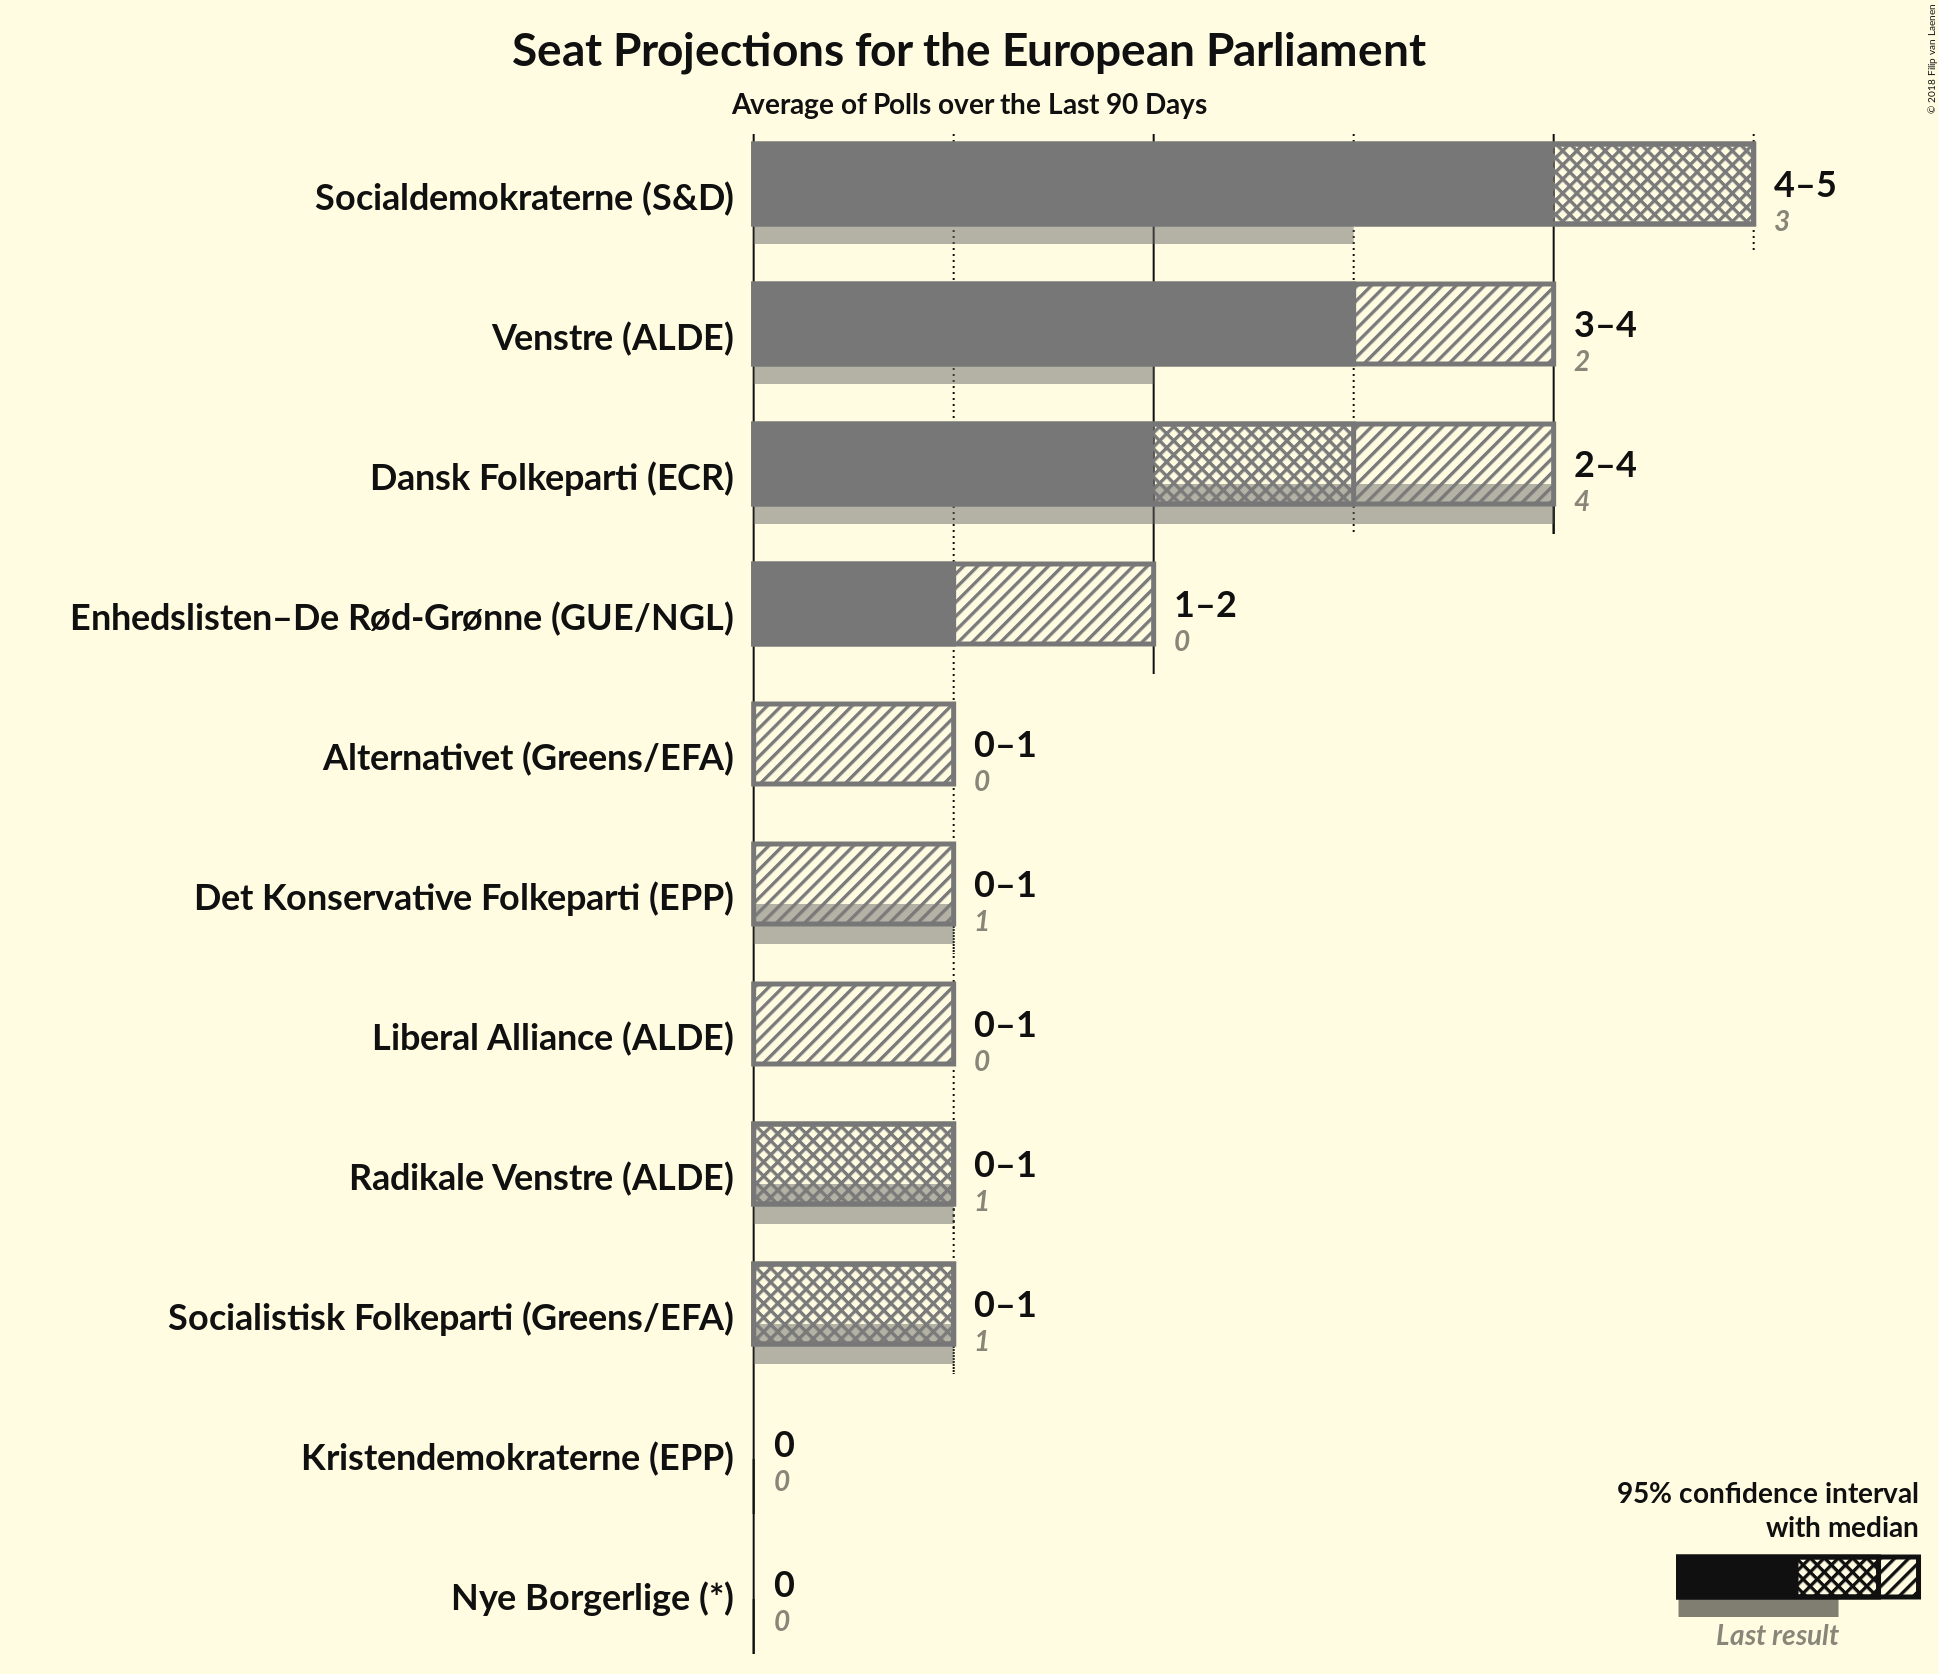 Seat Projections for the European Parliament
Average of Polls over the Last 90 Days
© 2018 Filip van Laenen
Socialdemokraterne (S&D)
4–5
3
Venstre (ALDE)
3–4
2
Dansk Folkeparti (ECR)
2–4
4
Enhedslisten–De Rød-Grønne (GUE/NGL)
1–2
0
Alternativet (Greens/EFA)
0–1
0
Det Konservative Folkeparti (EPP)
0–1
1
Liberal Alliance (ALDE)
0–1
0
Radikale Venstre (ALDE)
0–1
1
Socialistisk Folkeparti (Greens/EFA)
0–1
1
Kristendemokraterne (EPP)
0
0
Nye Borgerlige (*)
0
0
95% confidence interval
with median
Last result